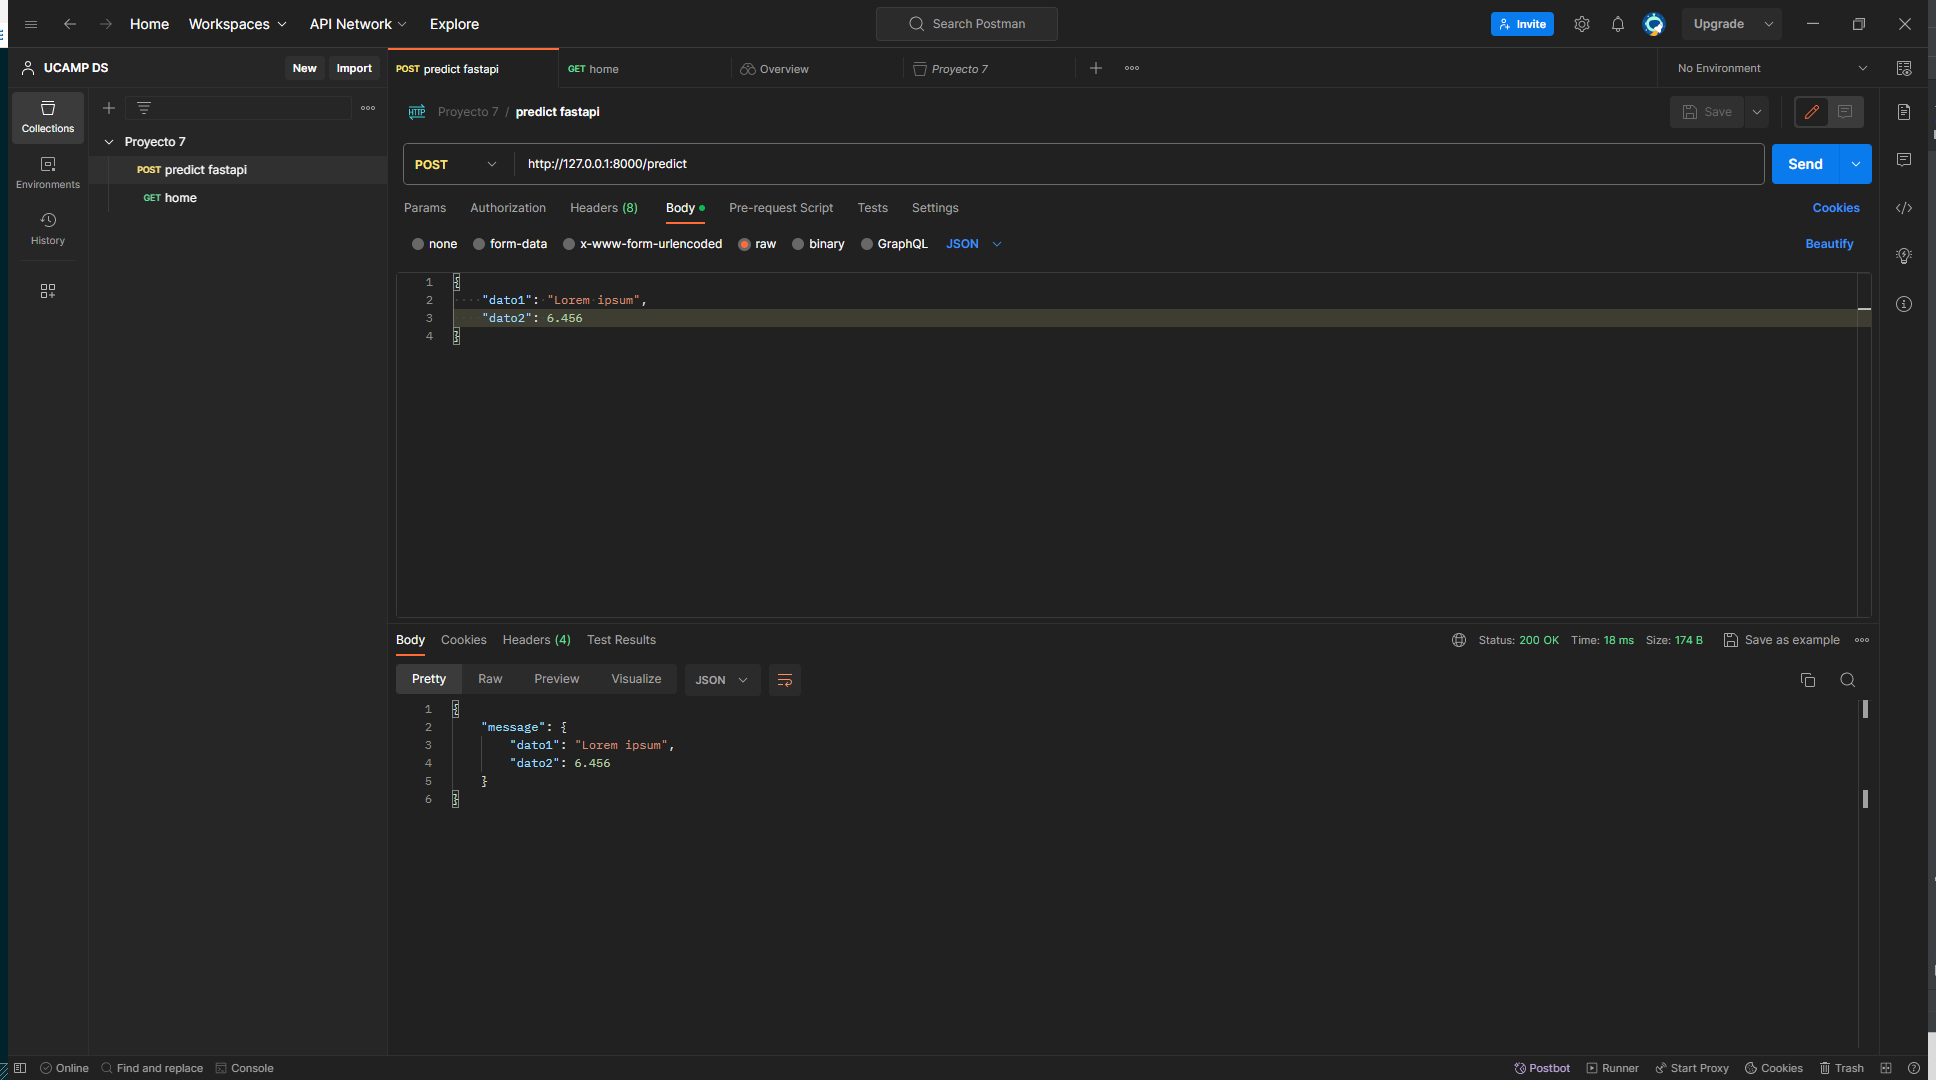 Home Workspaces API Network Explore Search Postman Invite Upgrade
UCAMP DS New Import POST predict fastapi GET home Overview Proyecto 7 No Environment
Collections
Environments
History
Proyecto 7
POST predict fastapi
GET home
HTTP Proyecto 7 / predict fastapi Save
POST http://127.0.0.1:8000/predict Send
Params Authorization Headers (8) Body Pre-request Script Tests Settings Cookies
none form-data x-www-form-urlencoded raw binary GraphQL JSON Beautify
1 {
2 "dato1": "Lorem ipsum",
3 "dato2": 6.456
4 }
Body Cookies Headers (4) Test Results Status: 200 OK Time: 18 ms Size: 174 B Save as example
Pretty Raw Preview Visualize JSON
1 {
2 "message": {
3 "dato1": "Lorem ipsum",
4 "dato2": 6.456
5 }
6 }
Online Find and replace Console Postbot Runner Start Proxy Cookies Trash